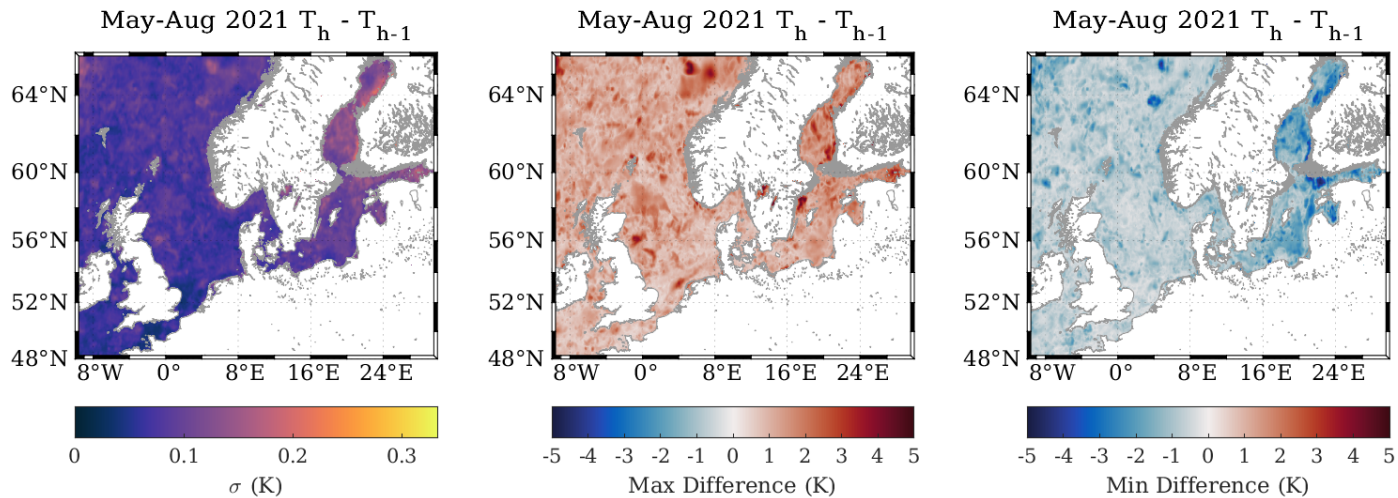 May-Aug 2021 T_h - T_h-1
64°N
60°N
56°N
52°N
48°N
8°W 0° 8°E 16°E 24°E
0 0.1 0.2 0.3
σ (K)
May-Aug 2021 T_h - T_h-1
64°N
60°N
56°N
52°N
48°N
8°W 0° 8°E 16°E 24°E
-5 -4 -3 -2 -1 0 1 2 3 4 5
Max Difference (K)
May-Aug 2021 T_h - T_h-1
64°N
60°N
56°N
52°N
48°N
8°W 0° 8°E 16°E 24°E
-5 -4 -3 -2 -1 0 1 2 3 4 5
Min Difference (K)